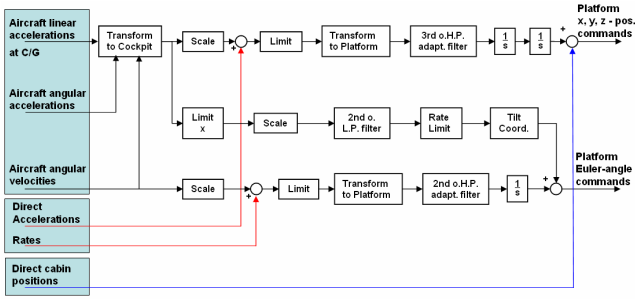 Aircraft linear
accelerations
at C/G
Aircraft angular
accelerations
Aircraft angular
velocities
Direct
Accelerations
Rates
Direct cabin
positions
Transform
to Cockpit
Scale
+
Limit
Transform
to Platform
3rd o.H.P.
adapt. filter
1
s
1
s
+
Platform
x, y, z - pos.
commands
Limit
x
Scale
2nd o.
L.P. filter
Rate
Limit
Tilt
Coord.
Scale
+
Limit
Transform
to Platform
2nd o.H.P.
adapt. filter
1
s
+
+
Platform
Euler-angle
commands